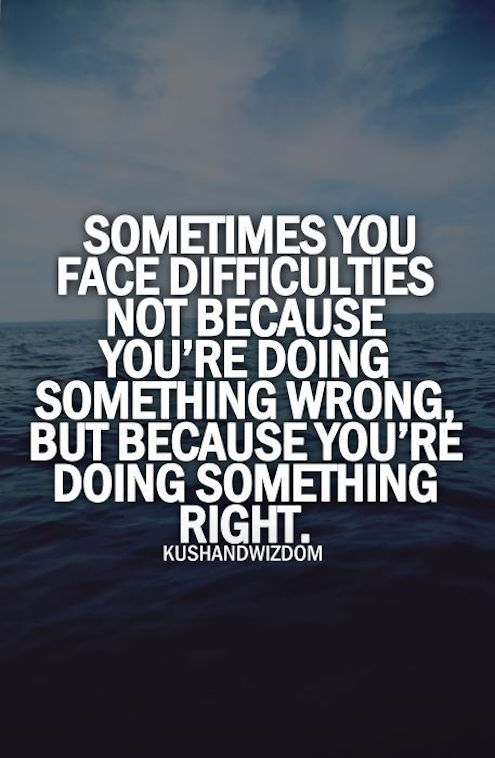 SOMETIMES YOU
FACE DIFFICULTIES
NOT BECAUSE
YOU'RE DOING
SOMETHING WRONG,
BUT BECAUSE YOU'RE
DOING SOMETHING
RIGHT.
KUSHANDWIZDOM